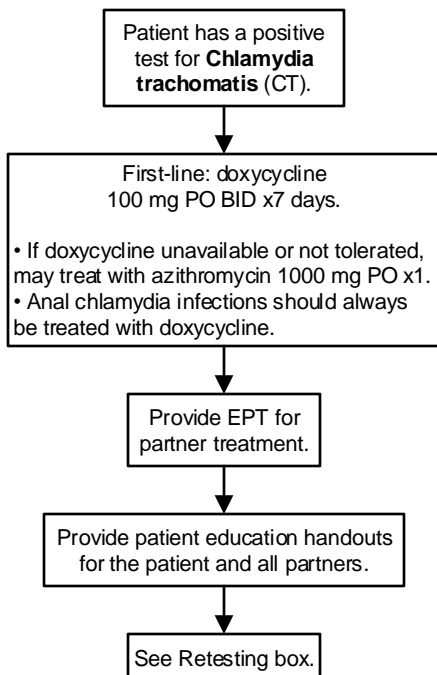 Patient has a positive
test for Chlamydia
trachomatis (CT).
First-line: doxycycline
100 mg PO BID x7 days.
• If doxycycline unavailable or not tolerated,
may treat with azithromycin 1000 mg PO x1.
• Anal chlamydia infections should always
be treated with doxycycline.
Provide EPT for
partner treatment.
Provide patient education handouts
for the patient and all partners.
See Retesting box.